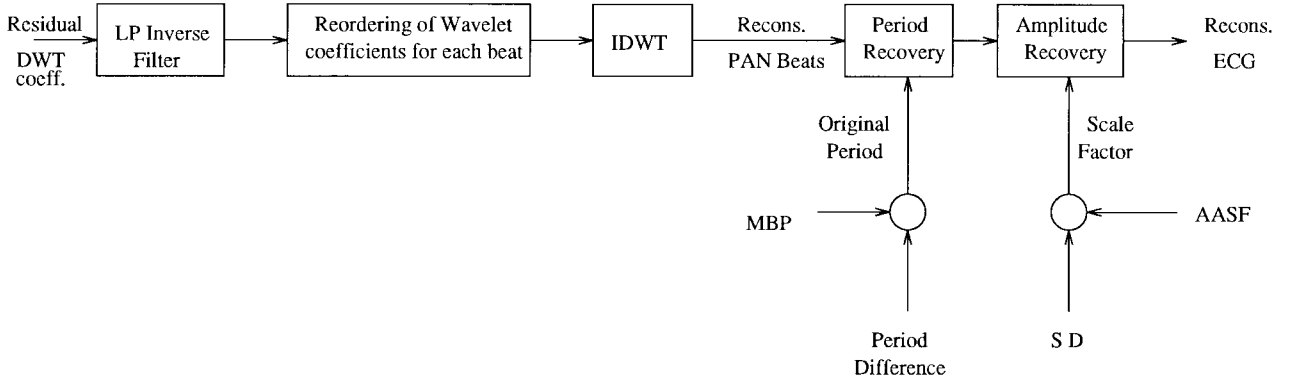 Residual
DWT
coeff.
LP Inverse
Filter
Reordering of Wavelet
coefficients for each beat
IDWT
Recons.
PAN Beats
Period
Recovery
Amplitude
Recovery
Recons.
ECG
Original
Period
Scale
Factor
MBP
AASF
Period
Difference
S D